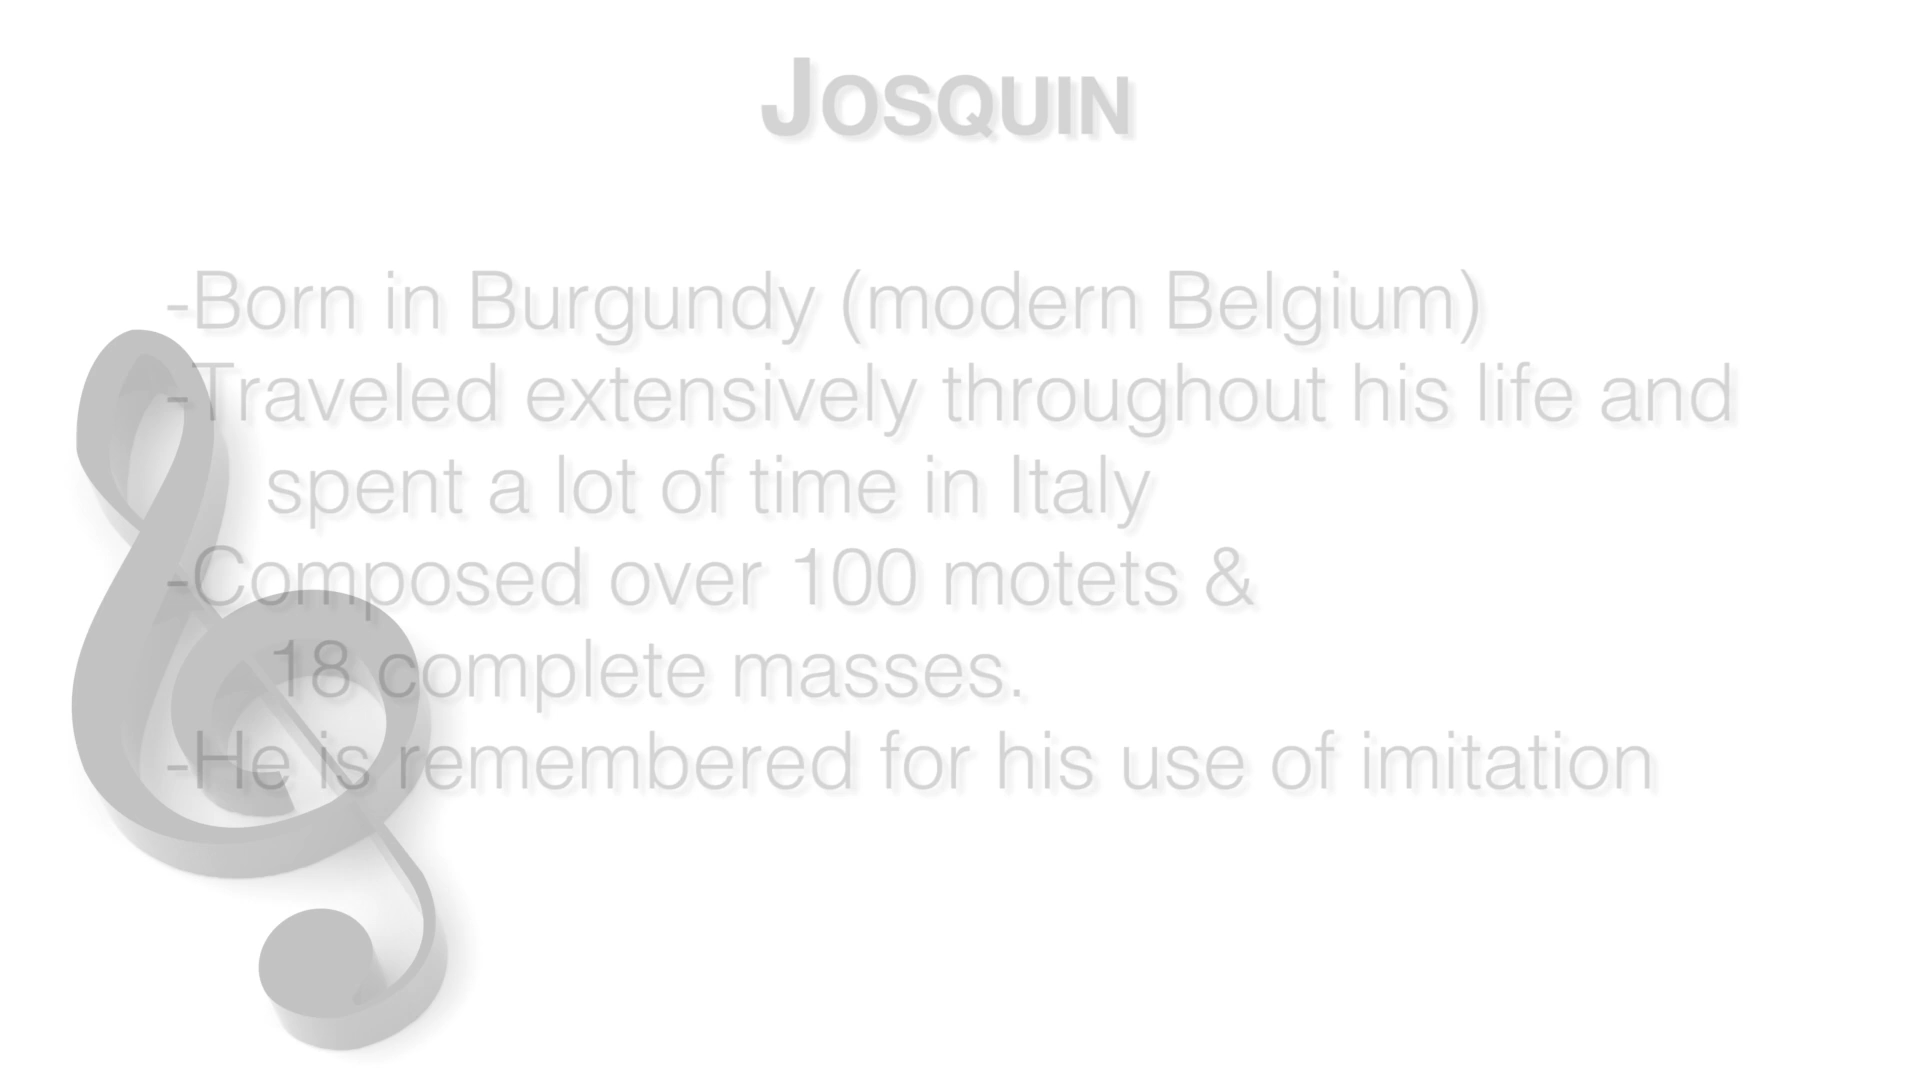 JOSQUIN
-Born in Burgundy (modern Belgium)
-Traveled extensively throughout his life and
spent a lot of time in Italy
-Composed over 100 motets &
18 complete masses.
-He is remembered for his use of imitation